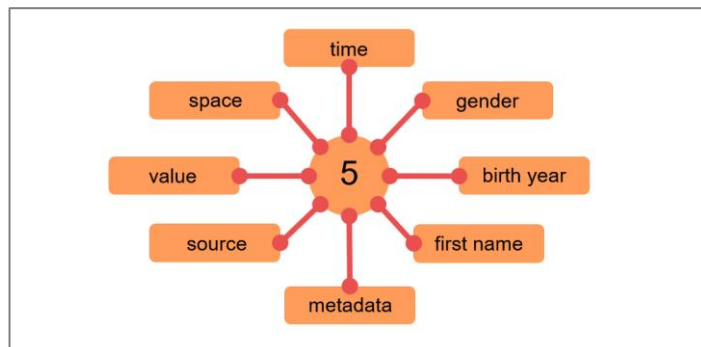 time
space
gender
value
5
birth year
source
first name
metadata